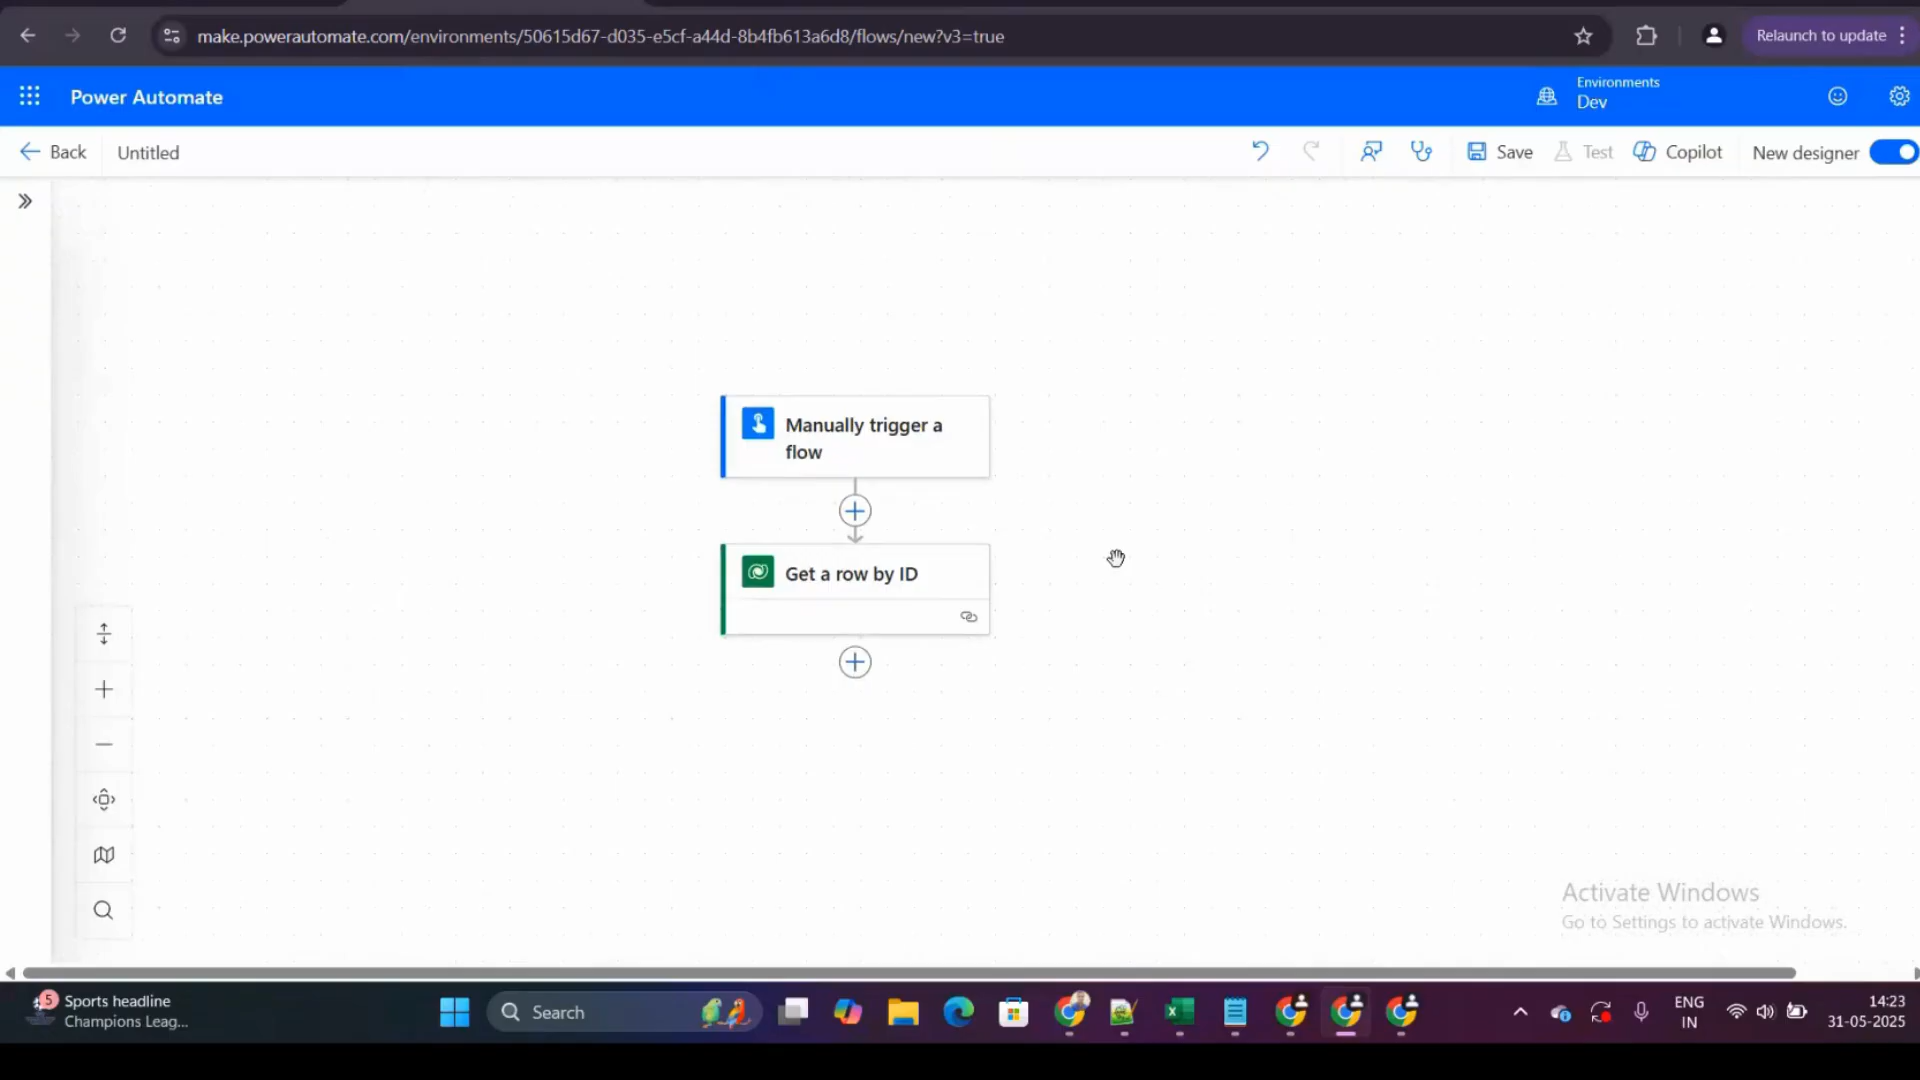 make.powerautomate.com/environments/50615d67-d035-e5cf-a44d-8b4fb613a6d8/flows/new?v3=true
Relaunch to update
Power Automate
Environments
Dev
Back
Untitled
Save
Test
Copilot
New designer
Manually trigger a
flow
Get a row by ID
Activate Windows
Go to Settings to activate Windows.
5
Sports headline
Champions Leag...
Search
ENG
IN
14:23
31-05-2025